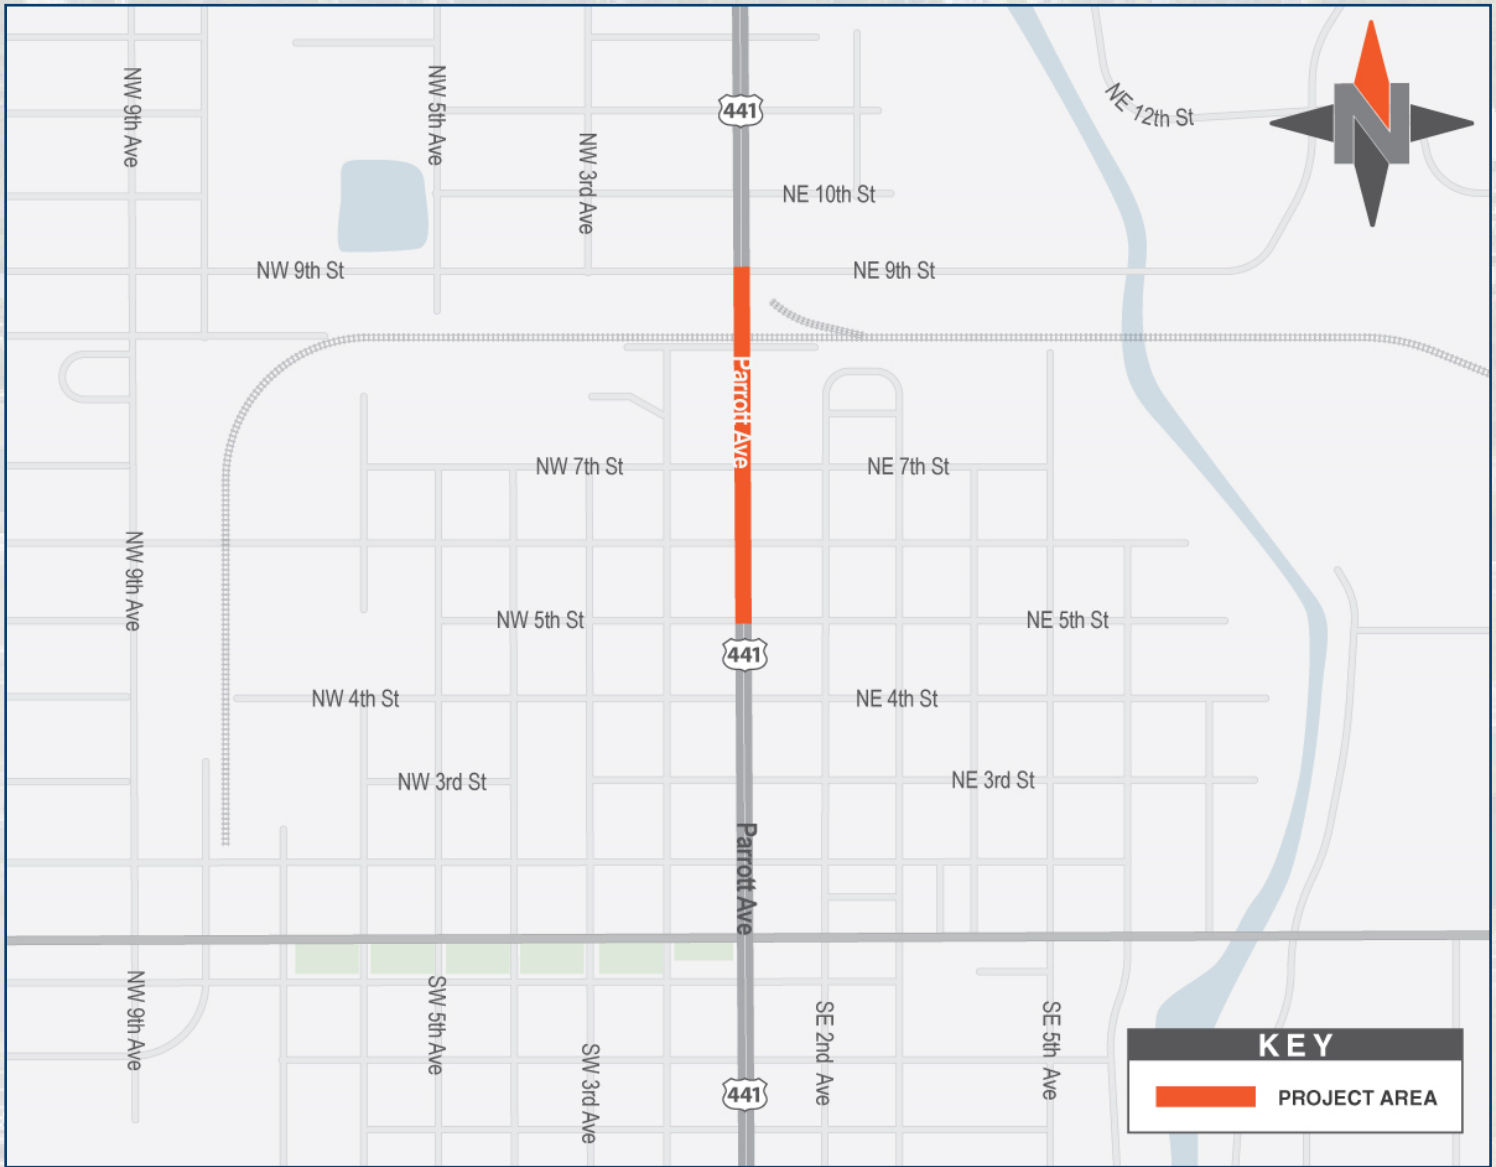 NW 9th Ave
NW 5th Ave
441
NE 12th St
N
NW 3rd Ave
NE 10th St
NW 9th St
NE 9th St
Parrott Ave
NW 7th St
NE 7th St
NW 9th Ave
NW 5th St
NE 5th St
441
NW 4th St
NE 4th St
NW 3rd St
NE 3rd St
Parrott Ave
NW 9th Ave
SW 5th Ave
SW 3rd Ave
SE 2nd Ave
SE 5th Ave
441
KEY
PROJECT AREA